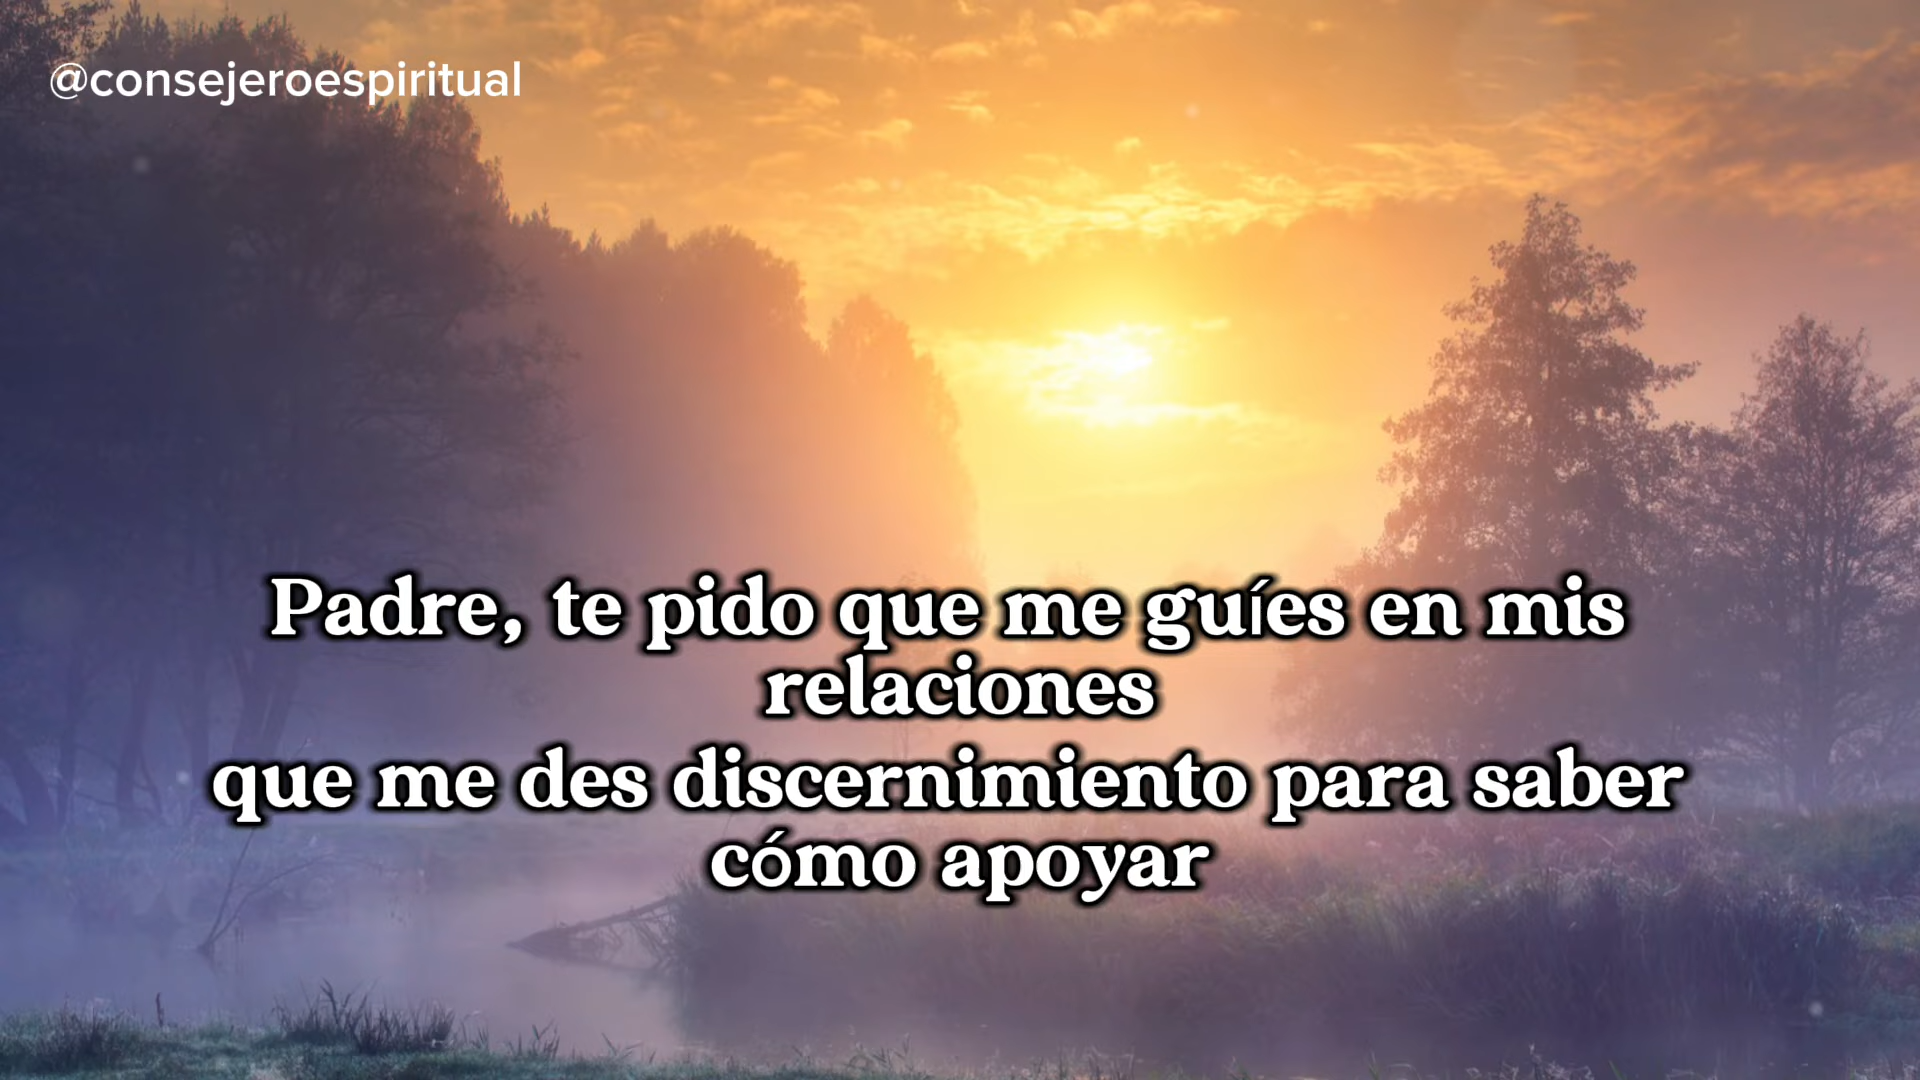 @consejeroespiritual
Padre, te pido que me guíes en mis
relaciones
que me des discernimiento para saber
cómo apoyar